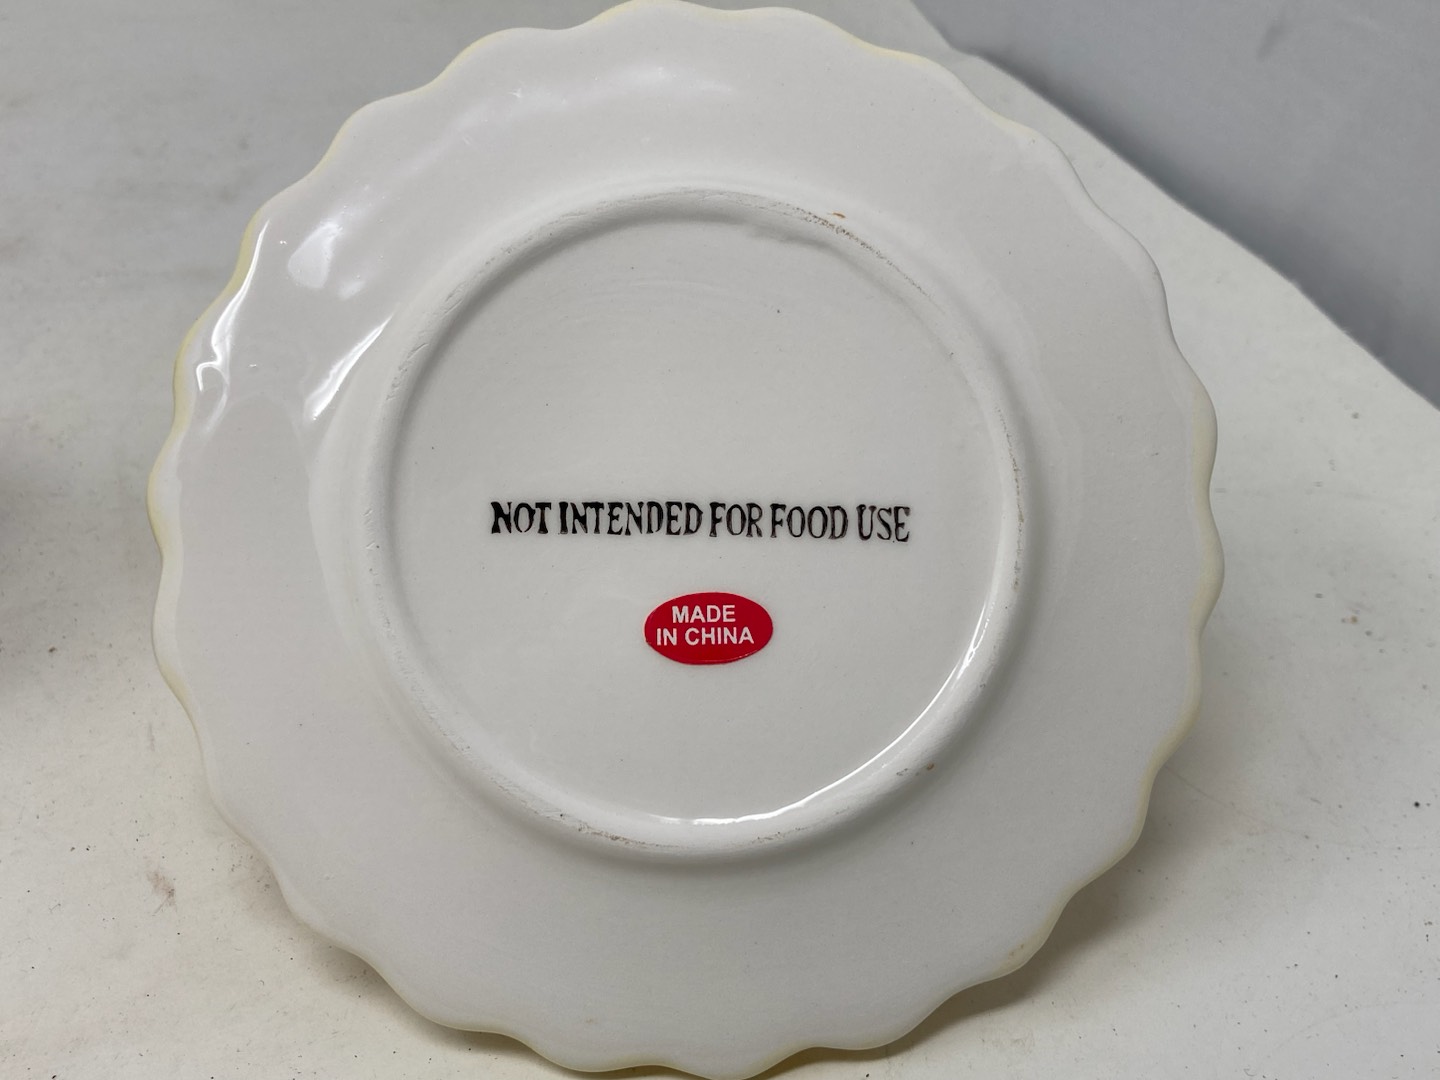 NOT INTENDED FOR FOOD USE
MADE
IN CHINA